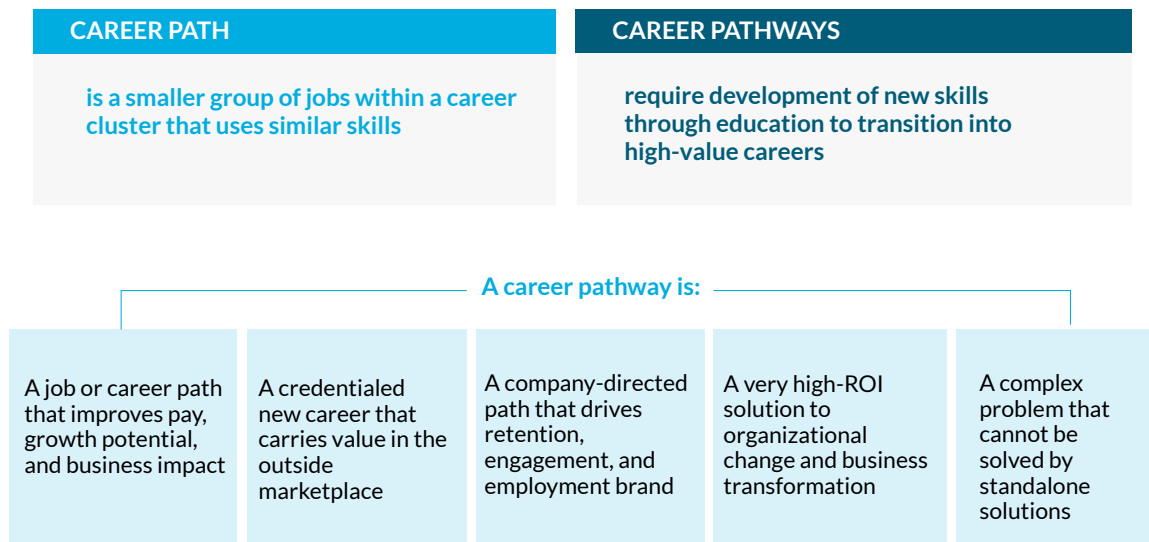 CAREER PATH
is a smaller group of jobs within a career
cluster that uses similar skills
CAREER PATHWAYS
require development of new skills
through education to transition into
high-value careers
A career pathway is:
A job or career path
that improves pay,
growth potential,
and business impact
A credentialed
new career that
carries value in the
outside
marketplace
A company-directed
path that drives
retention,
engagement, and
employment brand
A very high-ROI
solution to
organizational
change and business
transformation
A complex
problem that
cannot be
solved by
standalone
solutions